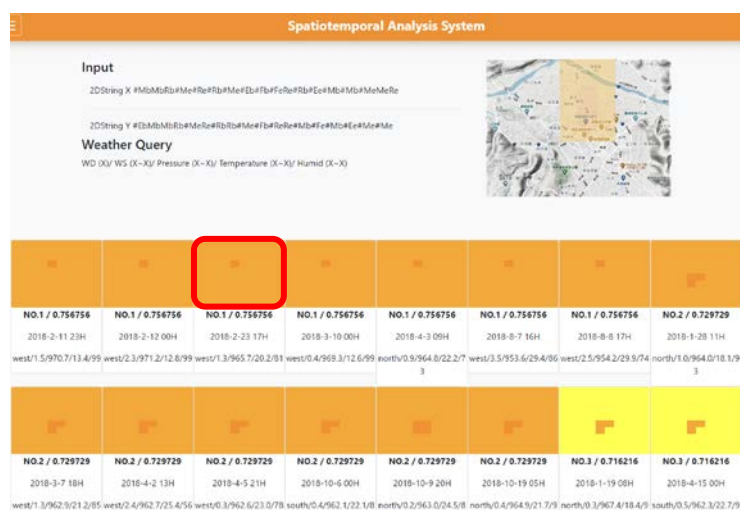 Spatiotemporal Analysis System
Input
2DString X #MbMbRb#Me#Re#Rb#Me#Eb#Fb#FeRe#Rb#Ee#Mb#Mb#MeMeRe
2DString Y #EbMbMbRb#MeRe#RbRb#Me#Fb#ReRe#Mb#Fe#Mb#Ee#Me#Me
Weather Query
WD (X)/ WS (X~X)/ Pressure (X~X)/ Temperature (X~X)/ Humid (X~X)
NO.1 / 0.756756 NO.1 / 0.756756 NO.1 / 0.756756 NO.1 / 0.756756 NO.1 / 0.756756 NO.1 / 0.756756 NO.1 / 0.756756 NO.2 / 0.729729
2018-2-11 23H 2018-2-12 00H 2018-2-23 17H 2018-3-10 00H 2018-4-3 09H 2018-8-7 16H 2018-8-8 17H 2018-1-28 11H
west/1.5/970.7/13.4/99 west/2.3/971.2/12.8/99 west/1.3/965.7/20.2/81 west/0.4/969.3/12.6/99 north/0.9/964.8/22.2/7 west/3.5/953.6/29.4/86 west/2.5/954.2/29.9/74 north/1.0/964.0/18.1/9
3 3
NO.2 / 0.729729 NO.2 / 0.729729 NO.2 / 0.729729 NO.2 / 0.729729 NO.2 / 0.729729 NO.2 / 0.729729 NO.3 / 0.716216 NO.3 / 0.716216
2018-3-7 18H 2018-4-2 13H 2018-4-5 21H 2018-10-6 00H 2018-10-9 20H 2018-10-19 05H 2018-1-19 08H 2018-4-15 00H
west/1.3/962.9/21.2/85 west/2.4/962.7/25.4/56 west/0.3/962.6/23.0/78 south/0.4/962.1/22.1/8 north/0.2/963.0/24.5/8 north/0.4/964.9/21.7/9 north/0.3/967.4/18.4/9 south/0.5/962.3/22.7/9